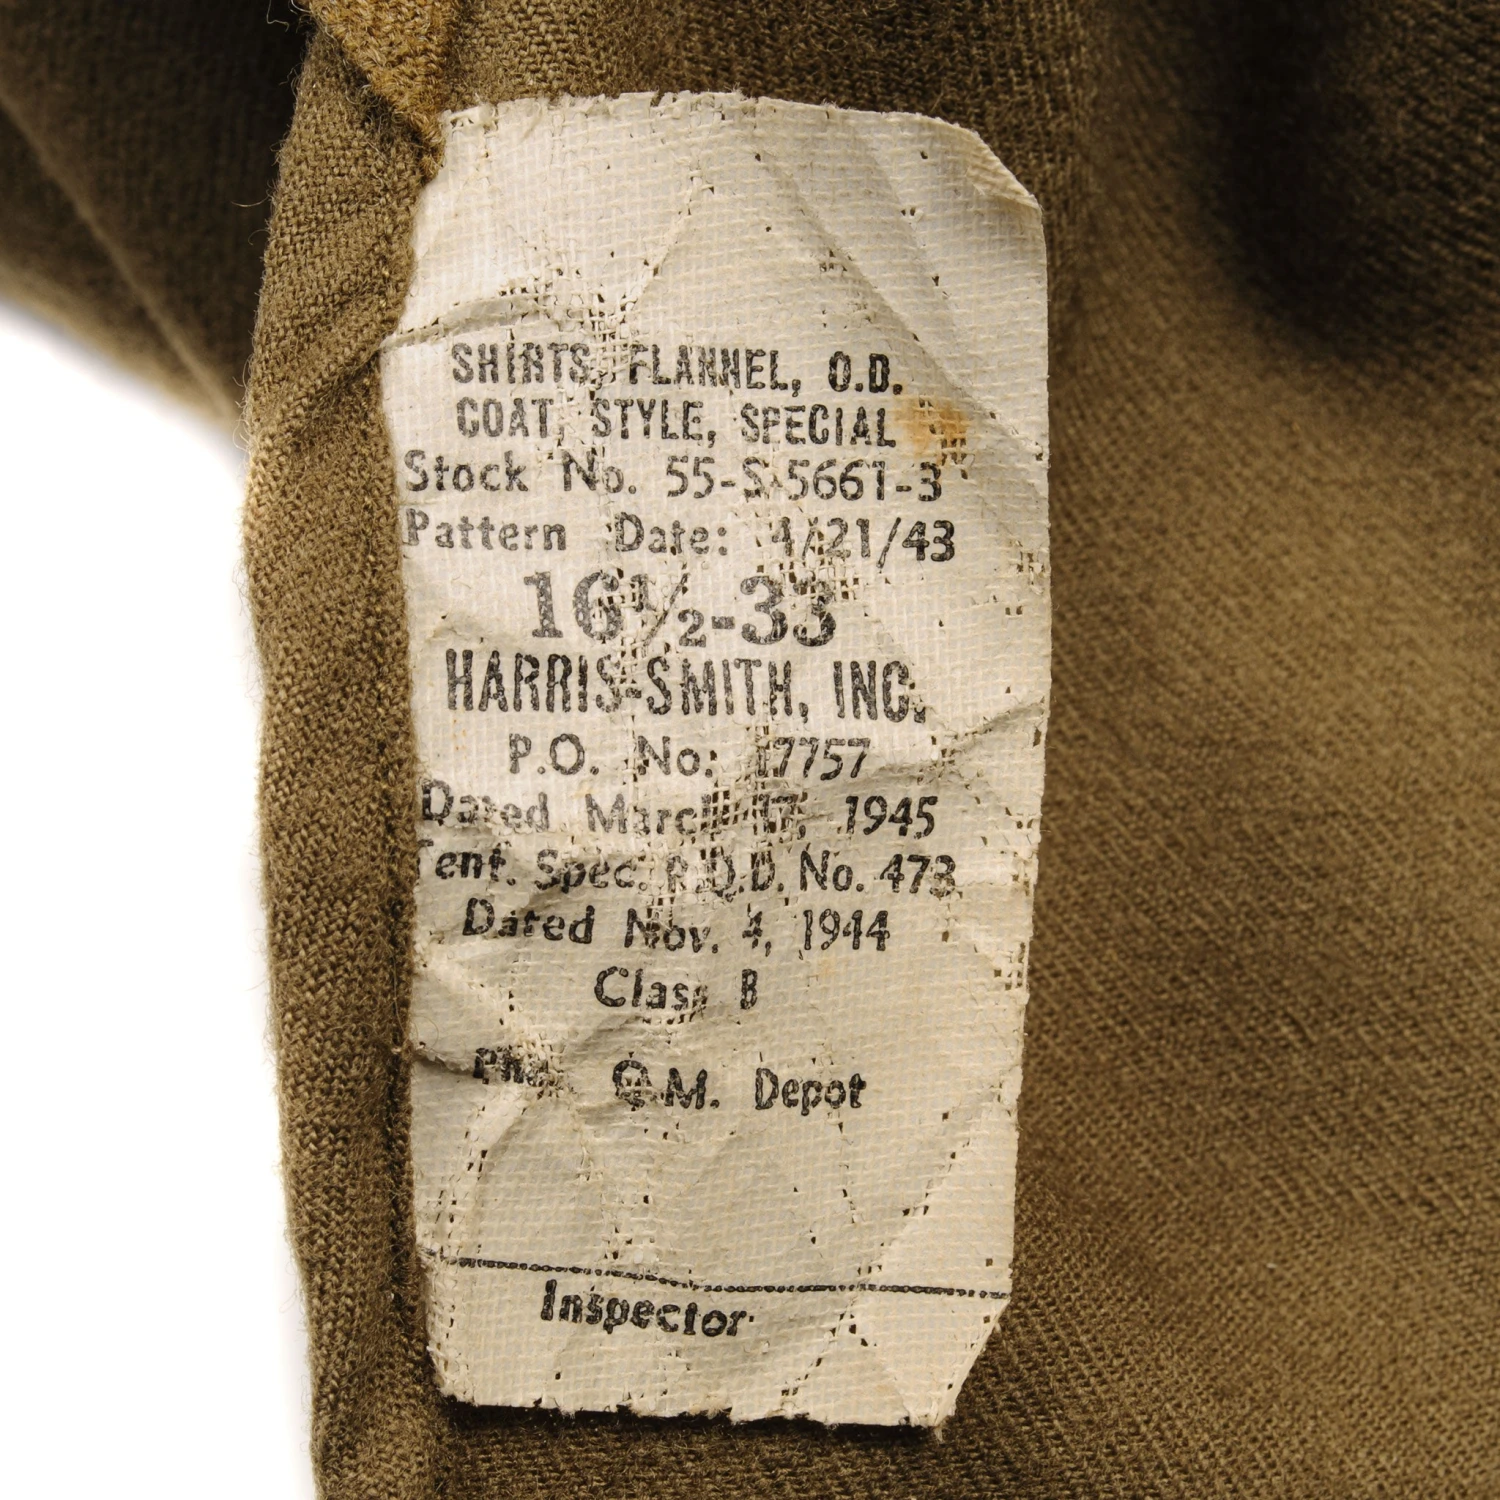 SHIRTS, FLANNEL, O.D.
COAT, STYLE, SPECIAL
Stock No. 55-S-5661-3
Pattern Date: 4/21/43
16½-33
HARRIS-SMITH, INC.
P.O. No: 17757
Dated March 17, 1945
Tent. Spec. P.Q.D. No. 473
Dated Nov. 4, 1944
Class B
Phila. Q.M. Depot
Inspector